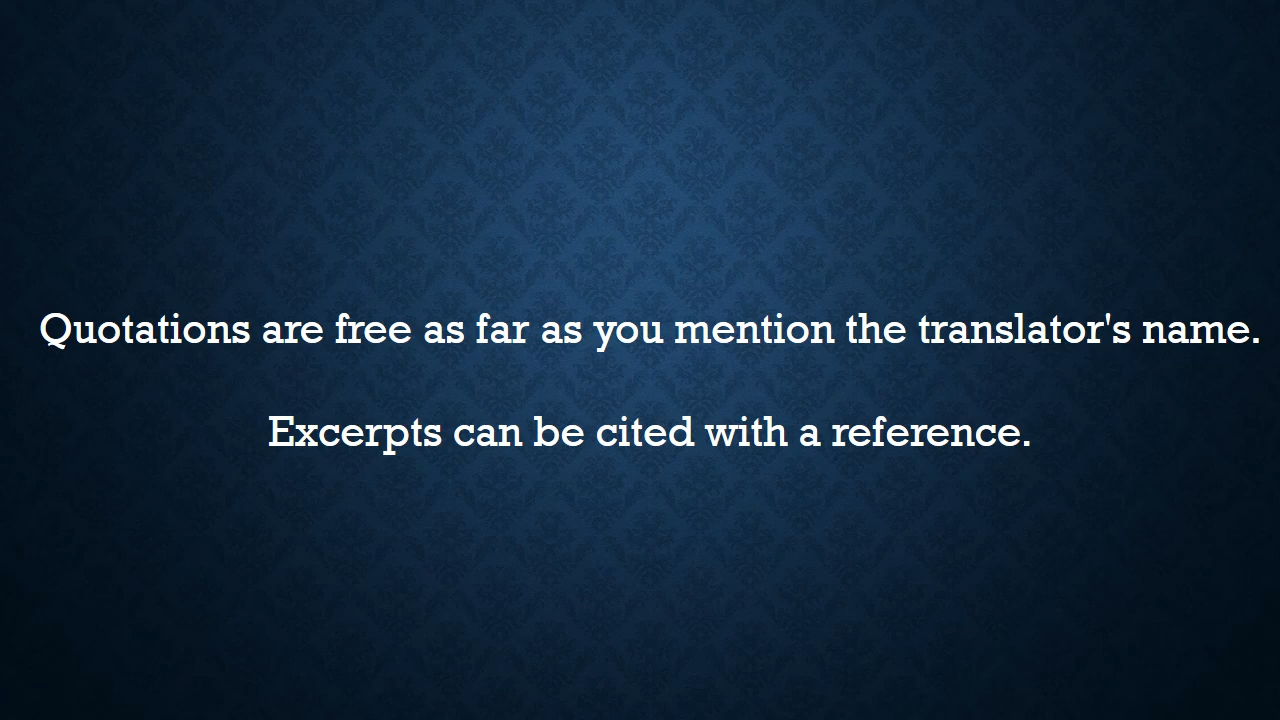 Quotations are free as far as you mention the translator's name.
Excerpts can be cited with a reference.